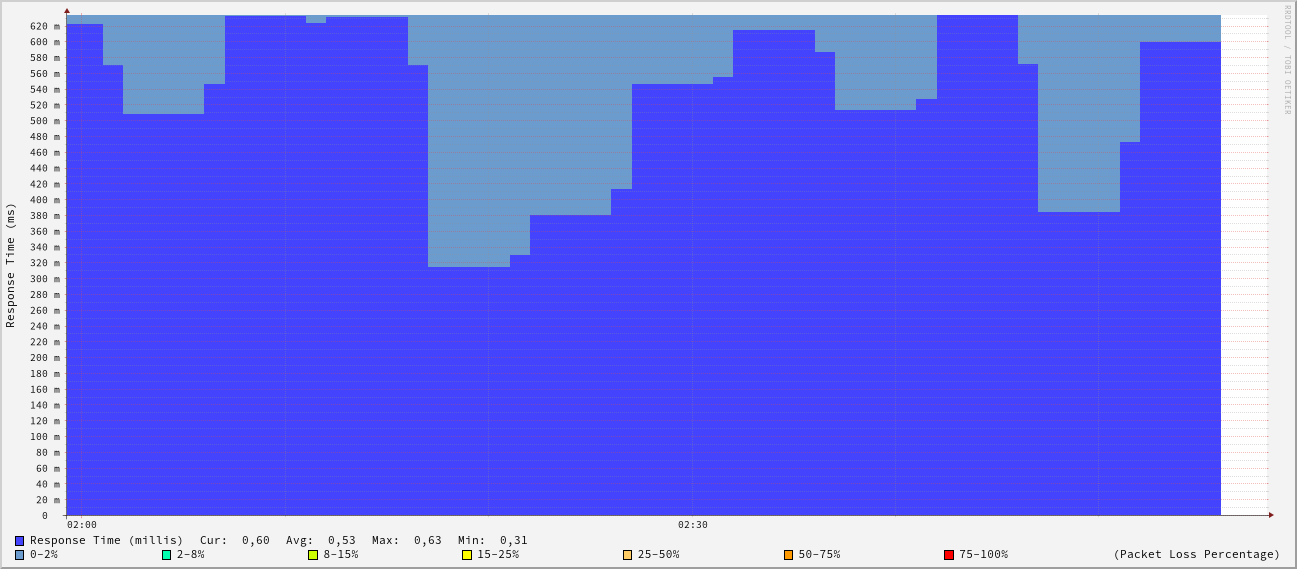 RRDTOOL / TOBI OETIKER
Response Time (ms)
620 m
600 m
580 m
560 m
540 m
520 m
500 m
480 m
460 m
440 m
420 m
400 m
380 m
360 m
340 m
320 m
300 m
280 m
260 m
240 m
220 m
200 m
180 m
160 m
140 m
120 m
100 m
80 m
60 m
40 m
20 m
0
02:00 02:30
Response Time (millis) Cur: 0,60 Avg: 0,53 Max: 0,63 Min: 0,31
0-2% 2-8% 8-15% 15-25% 25-50% 50-75% 75-100% (Packet Loss Percentage)